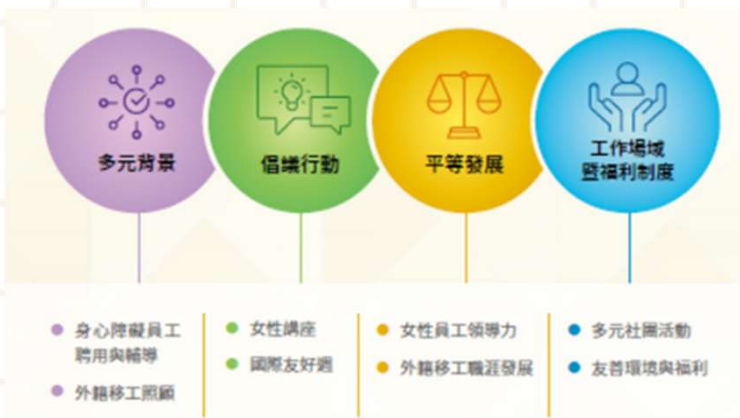 多元背景
倡議行動
平等發展
工作場域
暨福利制度
身心障礙員工
聘用與輔導
外籍移工照顧
女性講座
國際友好週
女性員工領導力
外籍移工職涯發展
多元社團活動
友善環境與福利